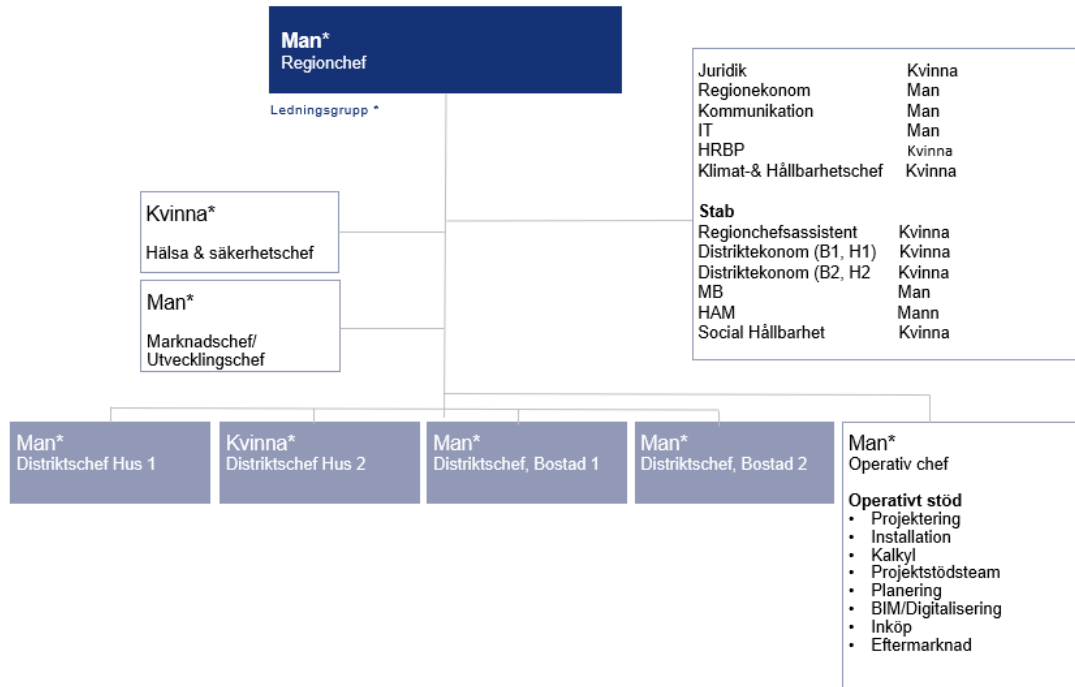 Man*
Regionchef
Ledningsgrupp *
Juridik Kvinna
Regionekonom Man
Kommunikation Man
IT Man
HRBP Kvinna
Klimat-& Hållbarhetschef Kvinna
Stab
Regionchefsassistent Kvinna
Distriktekonom (B1, H1) Kvinna
Distriktekonom (B2, H2 Kvinna
MB Man
HAM Mann
Social Hållbarhet Kvinna
Kvinna*
Hälsa & säkerhetschef
Man*
Marknadschef/
Utvecklingschef
Man*
Distriktschef Hus 1
Kvinna*
Distriktschef Hus 2
Man*
Distriktschef, Bostad 1
Man*
Distriktschef, Bostad 2
Man*
Operativ chef
Operativt stöd
• Projektering
• Installation
• Kalkyl
• Projektstödsteam
• Planering
• BIM/Digitalisering
• Inköp
• Eftermarknad